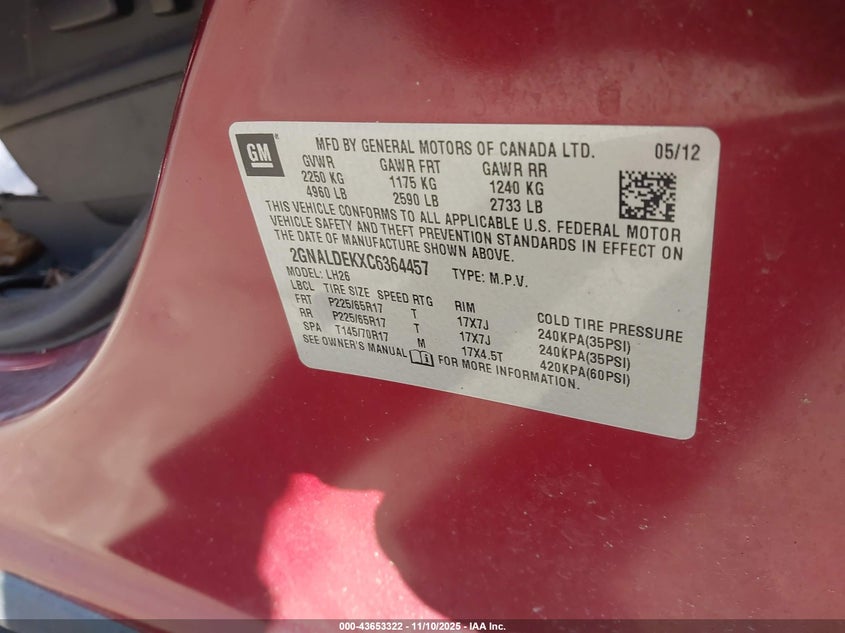 GM
MFD BY GENERAL MOTORS OF CANADA LTD. 05/12
GVWR GAWR FRT GAWR RR
2250 KG 1175 KG 1240 KG
4960 LB 2590 LB 2733 LB
THIS VEHICLE CONFORMS TO ALL APPLICABLE U.S. FEDERAL MOTOR
VEHICLE SAFETY AND THEFT PREVENTION STANDARDS IN EFFECT ON
THE DATE OF MANUFACTURE SHOWN ABOVE.
2GNALDEKXC6364457 TYPE: M.P.V.
MODEL: LH26
LBCL TIRE SIZE SPEED RTG RIM COLD TIRE PRESSURE
FRT P225/65R17 T 17X7J 240KPA(35PSI)
RR P225/65R17 T 17X7J 240KPA(35PSI)
SPA T145/70R17 M 17X4.5T 420KPA(60PSI)
SEE OWNER'S MANUAL FOR MORE INFORMATION.
000-43653322 - 11/10/2025 - IAA Inc.